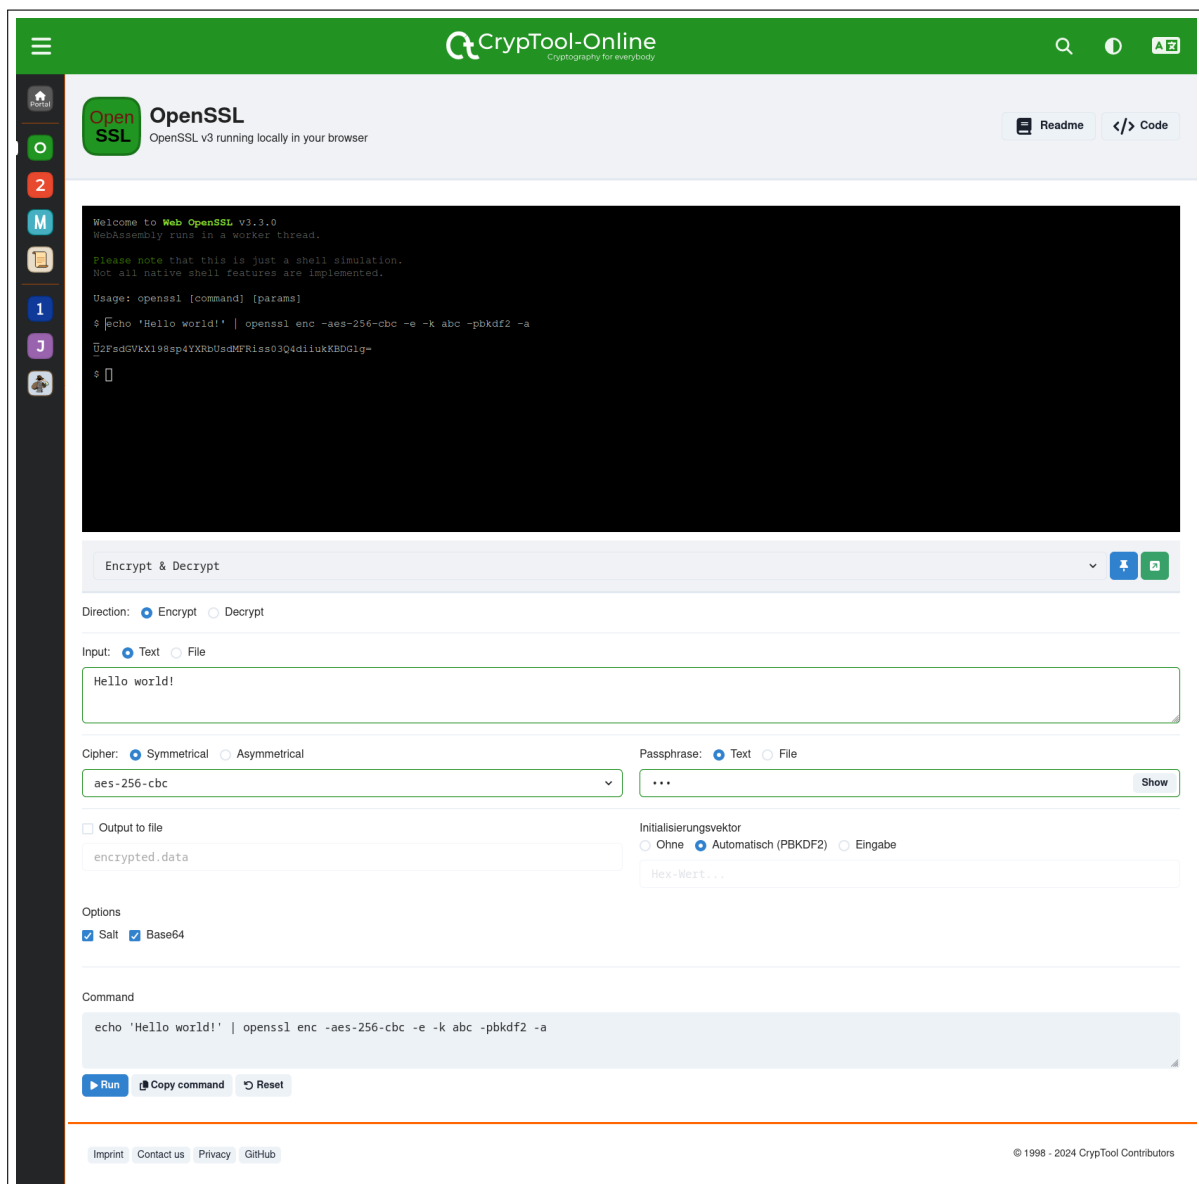 CrypTool-Online
Cryptography for everybody
A
Portal
Open
SSL
OpenSSL
OpenSSL v3 running locally in your browser
Readme
</> Code
O
2
M
1
J
Welcome to Web OpenSSL v3.3.0
WebAssembly runs in a worker thread.
Please note that this is just a shell simulation.
Not all native shell features are implemented.
Usage: openssl [command] [params]
$ echo 'Hello world!' | openssl enc -aes-256-cbc -e -k abc -pbkdf2 -a
U2FsdGVkX198sp4YXRbUsdMFRiss03Q4diiukKBDG1g=
$
Encrypt & Decrypt
Direction: Encrypt Decrypt
Input: Text File
Hello world!
Cipher: Symmetrical Asymmetrical
aes-256-cbc
Passphrase: Text File
•••
Show
Output to file
encrypted.data
Initialisierungsvektor
Ohne Automatisch (PBKDF2) Eingabe
Hex-Wert...
Options
Salt Base64
Command
echo 'Hello world!' | openssl enc -aes-256-cbc -e -k abc -pbkdf2 -a
Run Copy command Reset
Imprint Contact us Privacy GitHub
© 1998 - 2024 CrypTool Contributors